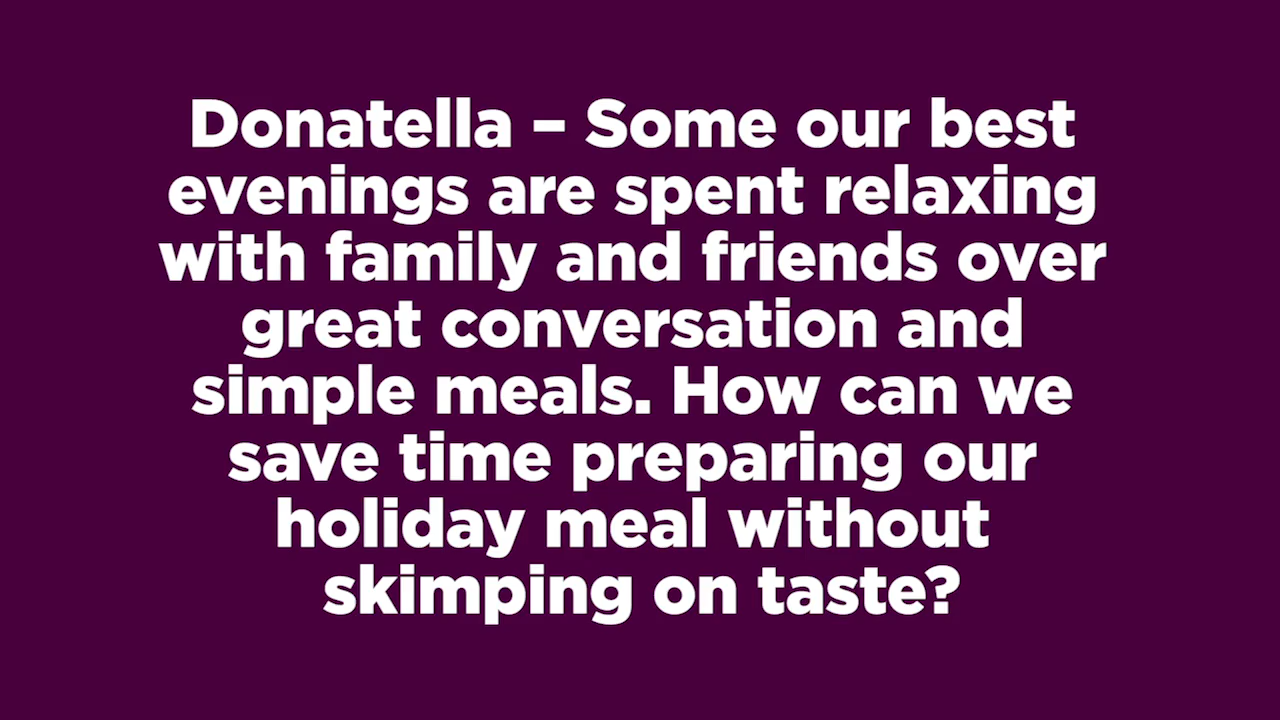 Donatella – Some our best
evenings are spent relaxing
with family and friends over
great conversation and
simple meals. How can we
save time preparing our
holiday meal without
skimping on taste?